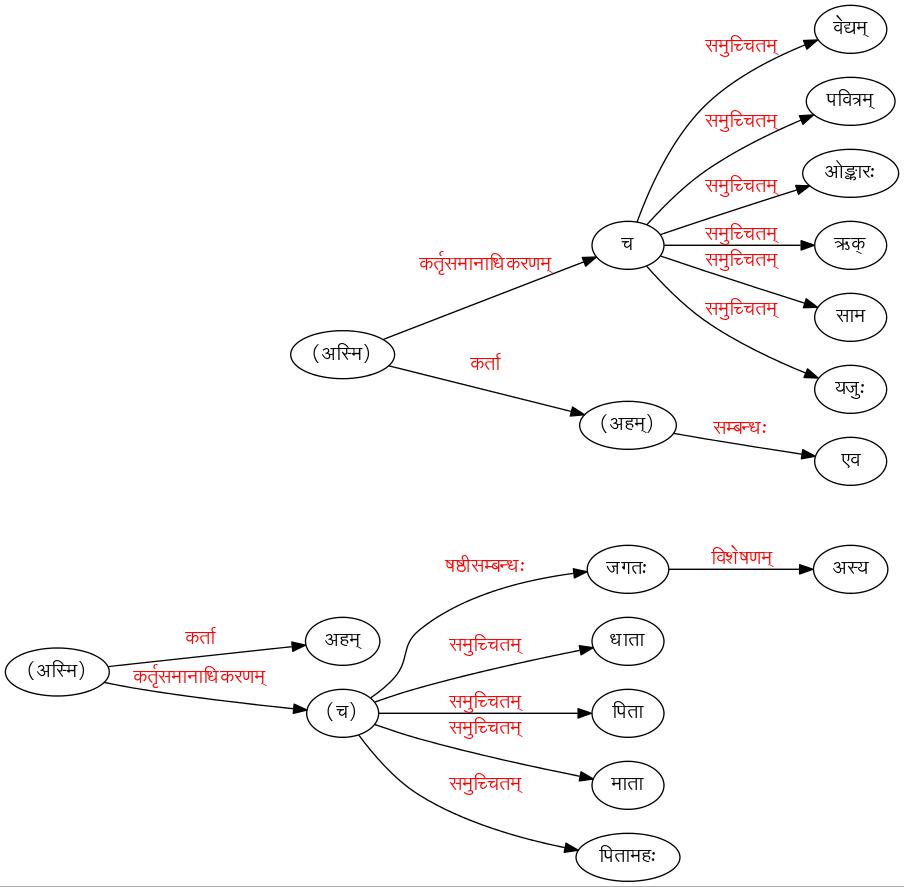 वेद्यम्
समुच्चितम्
पवित्रम्
समुच्चितम्
ओङ्कारः
समुच्चितम्
च
समुच्चितम्
ऋक्
कर्तृसमानाधिकरणम्
समुच्चितम्
साम
समुच्चितम्
(अस्मि)
कर्ता
यजुः
(अहम्)
सम्बन्धः
एव
षष्ठीसम्बन्धः
जगतः
विशेषणम्
अस्य
कर्ता
अहम्
समुच्चितम्
धाता
(अस्मि)
कर्तृसमानाधिकरणम्
(च)
समुच्चितम्
पिता
समुच्चितम्
माता
समुच्चितम्
पितामहः